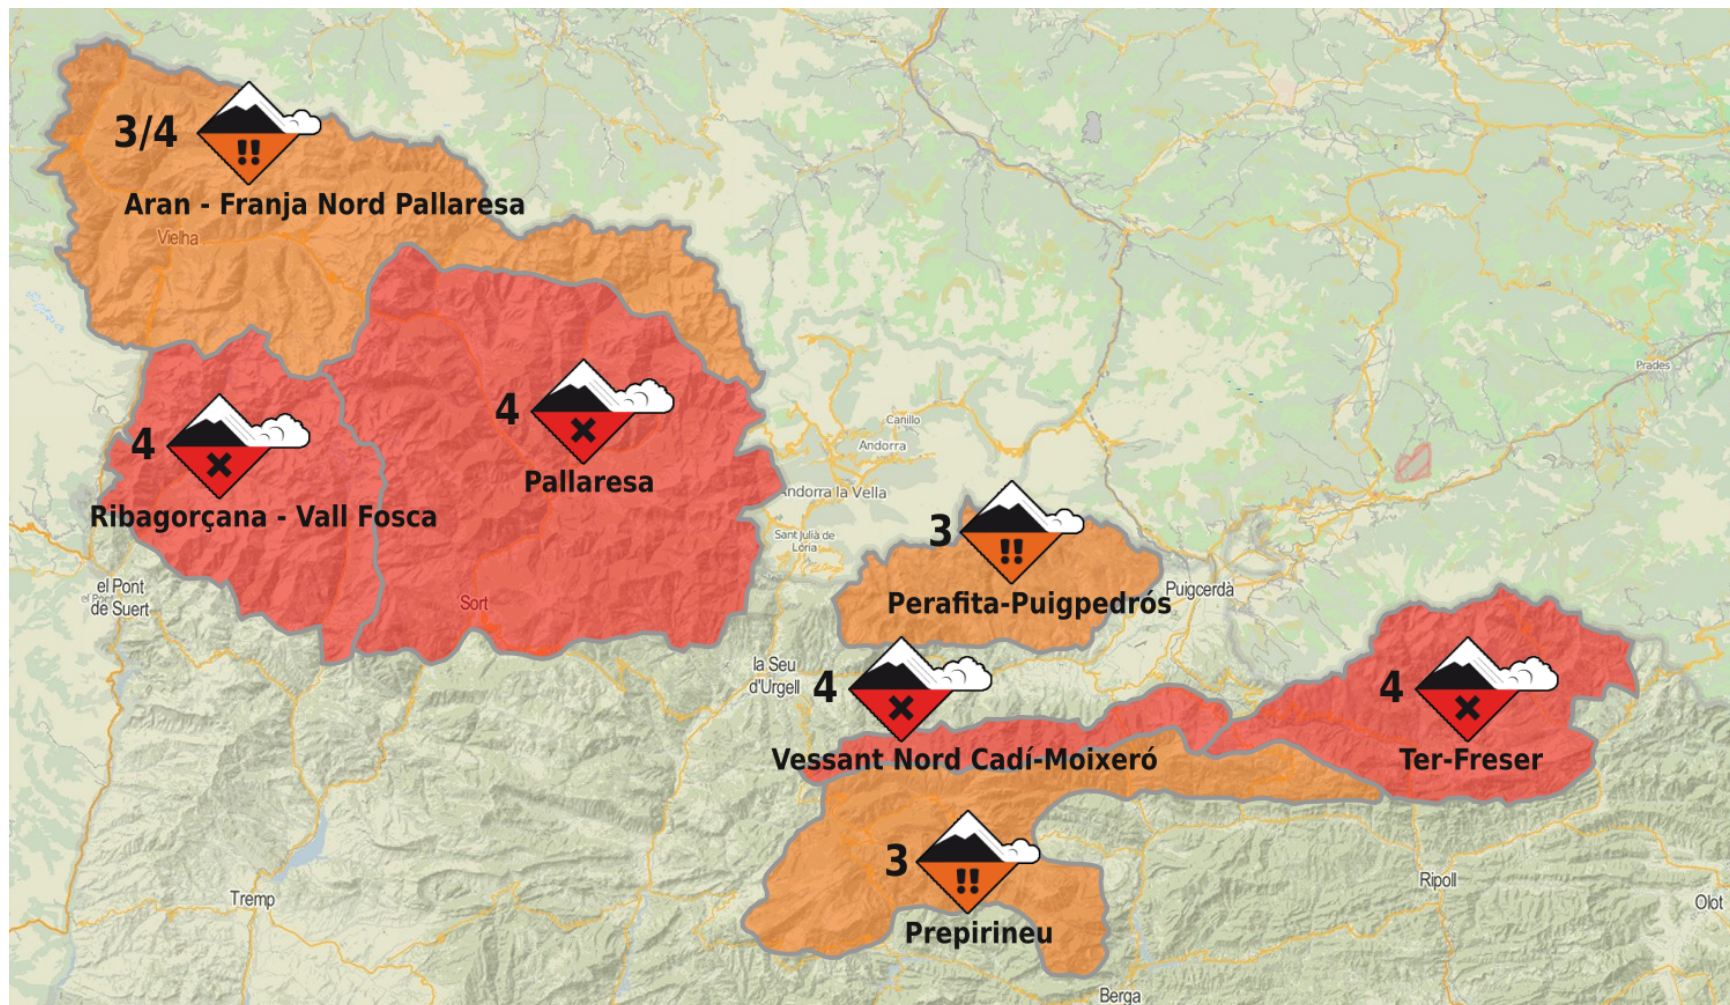 3/4
!!
Aran - Franja Nord Pallaresa
Vielha
4
Pallaresa
4
Ribagorçana - Vall Fosca
Prades
Canillo
Andorra
Andorra la Vella
Sant Julià de
Lòria
3
!!
Perafita-Puigpedrós
Puigcerdà
el Pont
de Suert
Sort
la Seu
d'Urgell
4
Vessant Nord Cadí-Moixeró
4
Ter-Freser
3
!!
Prepirineu
Tremp
Ripoll
Olot
Berga